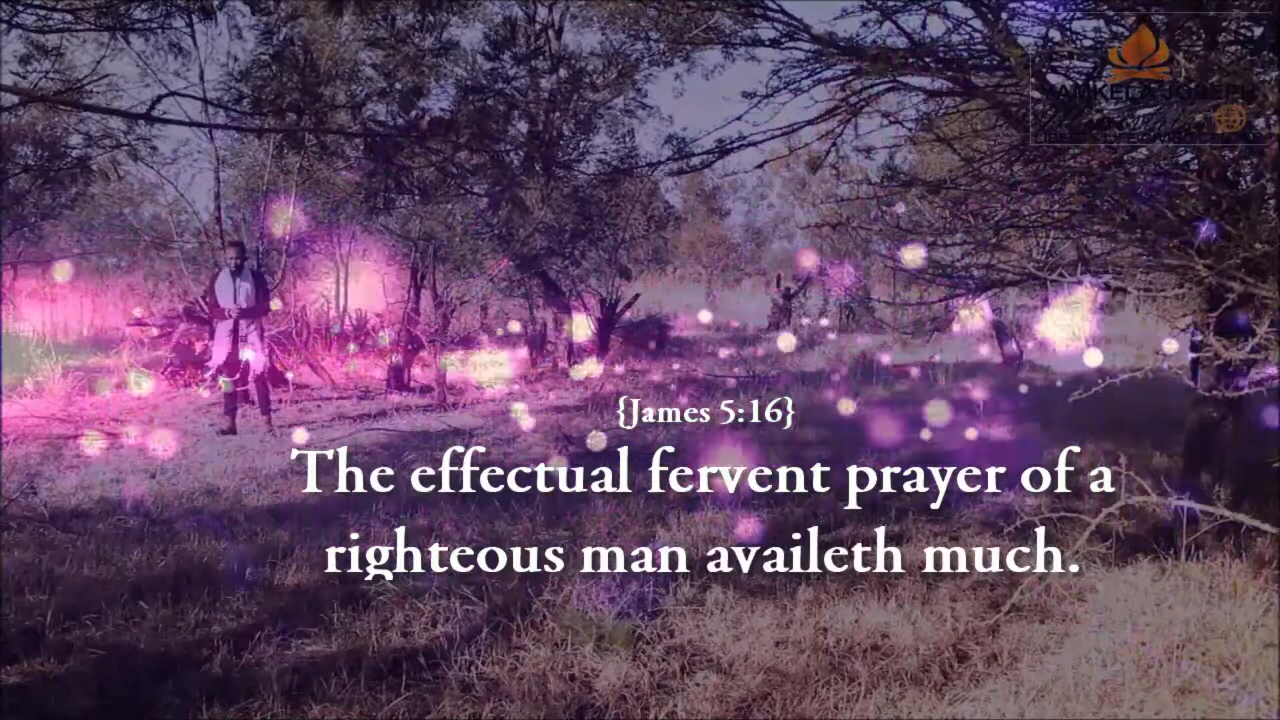 {James 5:16}
The effectual fervent prayer of a
righteous man availeth much.